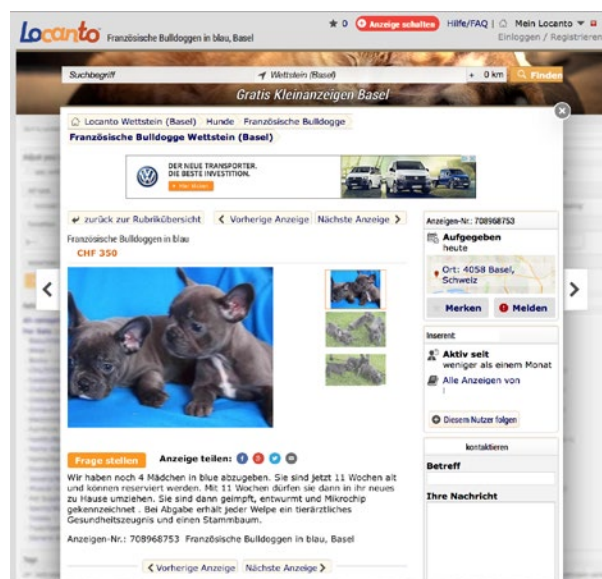 Locanto Französische Bulldoggen in blau, Basel
★ 0 Anzeige schalten Hilfe/FAQ | Mein Locanto
Einloggen / Registrieren
Suchbegriff Wettstein (Basel) + 0 km Finden
Gratis Kleinanzeigen Basel
Locanto Wettstein (Basel) Hunde Französische Bulldogge
Französische Bulldogge Wettstein (Basel)
DER NEUE TRANSPORTER.
DIE BESTE INVESTITION.
zurück zur Rubrikübersicht Vorherige Anzeige Nächste Anzeige
Französische Bulldoggen in blau
CHF 350
Anzeigen-Nr.: 708968753
Aufgegeben
heute
Ort: 4058 Basel,
Schweiz
Merken Melden
Inserent:
Aktiv seit
weniger als einem Monat
Alle Anzeigen von
Diesem Nutzer folgen
kontaktieren
Betreff
Ihre Nachricht
Frage stellen Anzeige teilen:
Wir haben noch 4 Mädchen in blue abzugeben. Sie sind jetzt 11 Wochen alt
und können reserviert werden. Mit 11 Wochen dürfen sie dann in ihr neues
zu Hause umziehen. Sie sind dann geimpft, entwurmt und Mikrochip
gekennzeichnet . Bei Abgabe erhält jeder Welpe ein tierärztliches
Gesundheitszeugnis und einen Stammbaum.
Anzeigen-Nr.: 708968753 Französische Bulldoggen in blau, Basel
Vorherige Anzeige Nächste Anzeige